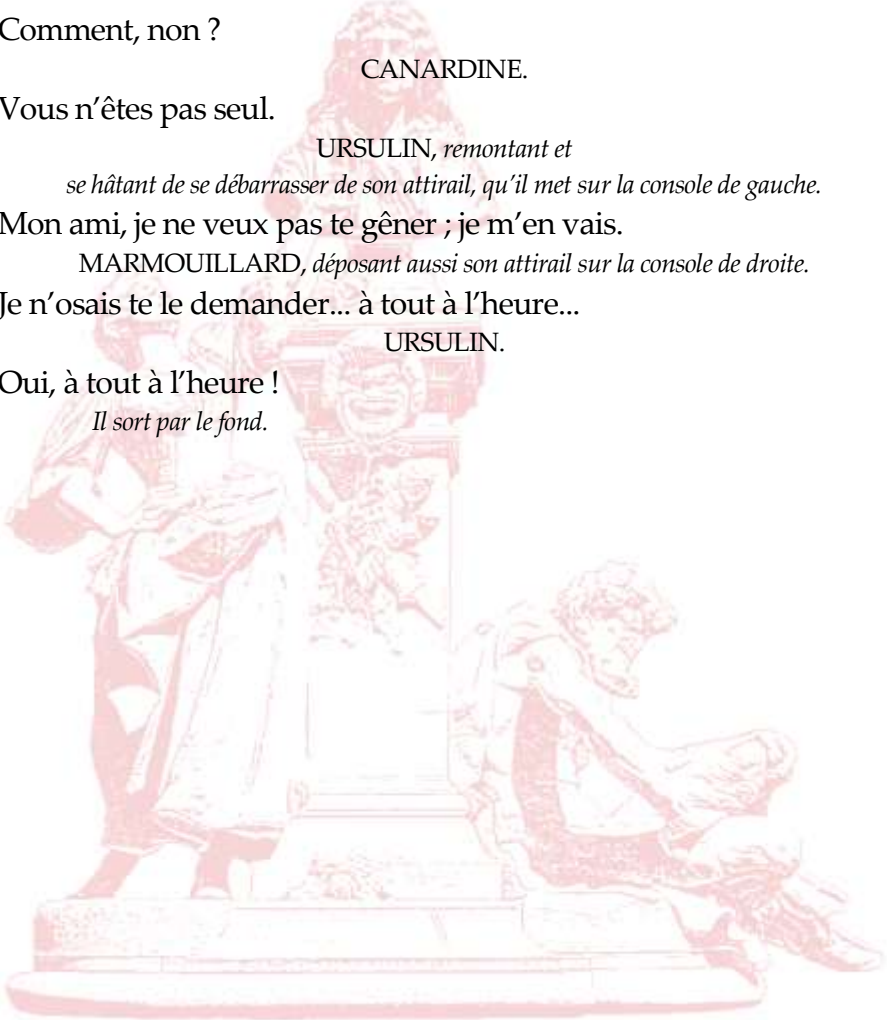 Comment, non ?
CANARDINE.
Vous n’êtes pas seul.
URSULIN, remontant et
se hâtant de se débarrasser de son attirail, qu’il met sur la console de gauche.
Mon ami, je ne veux pas te gêner ; je m’en vais.
MARMOUILLARD, déposant aussi son attirail sur la console de droite.
Je n’osais te le demander... à tout à l’heure...
URSULIN.
Oui, à tout à l’heure !
Il sort par le fond.